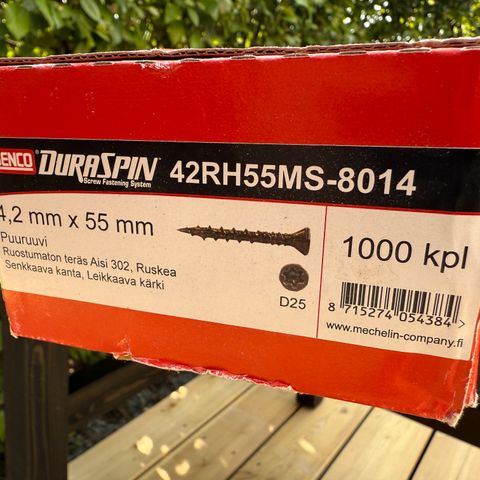 SENCO DURASPIN 42RH55MS-8014
Screw Fastening System
4,2 mm x 55 mm
Puuruuvi
Ruostumaton teräs Aisi 302, Ruskea
Senkkaava kanta, Leikkaava kärki
D25
1000 kpl
8 715274 054384 >
www.mechelin-company.fi